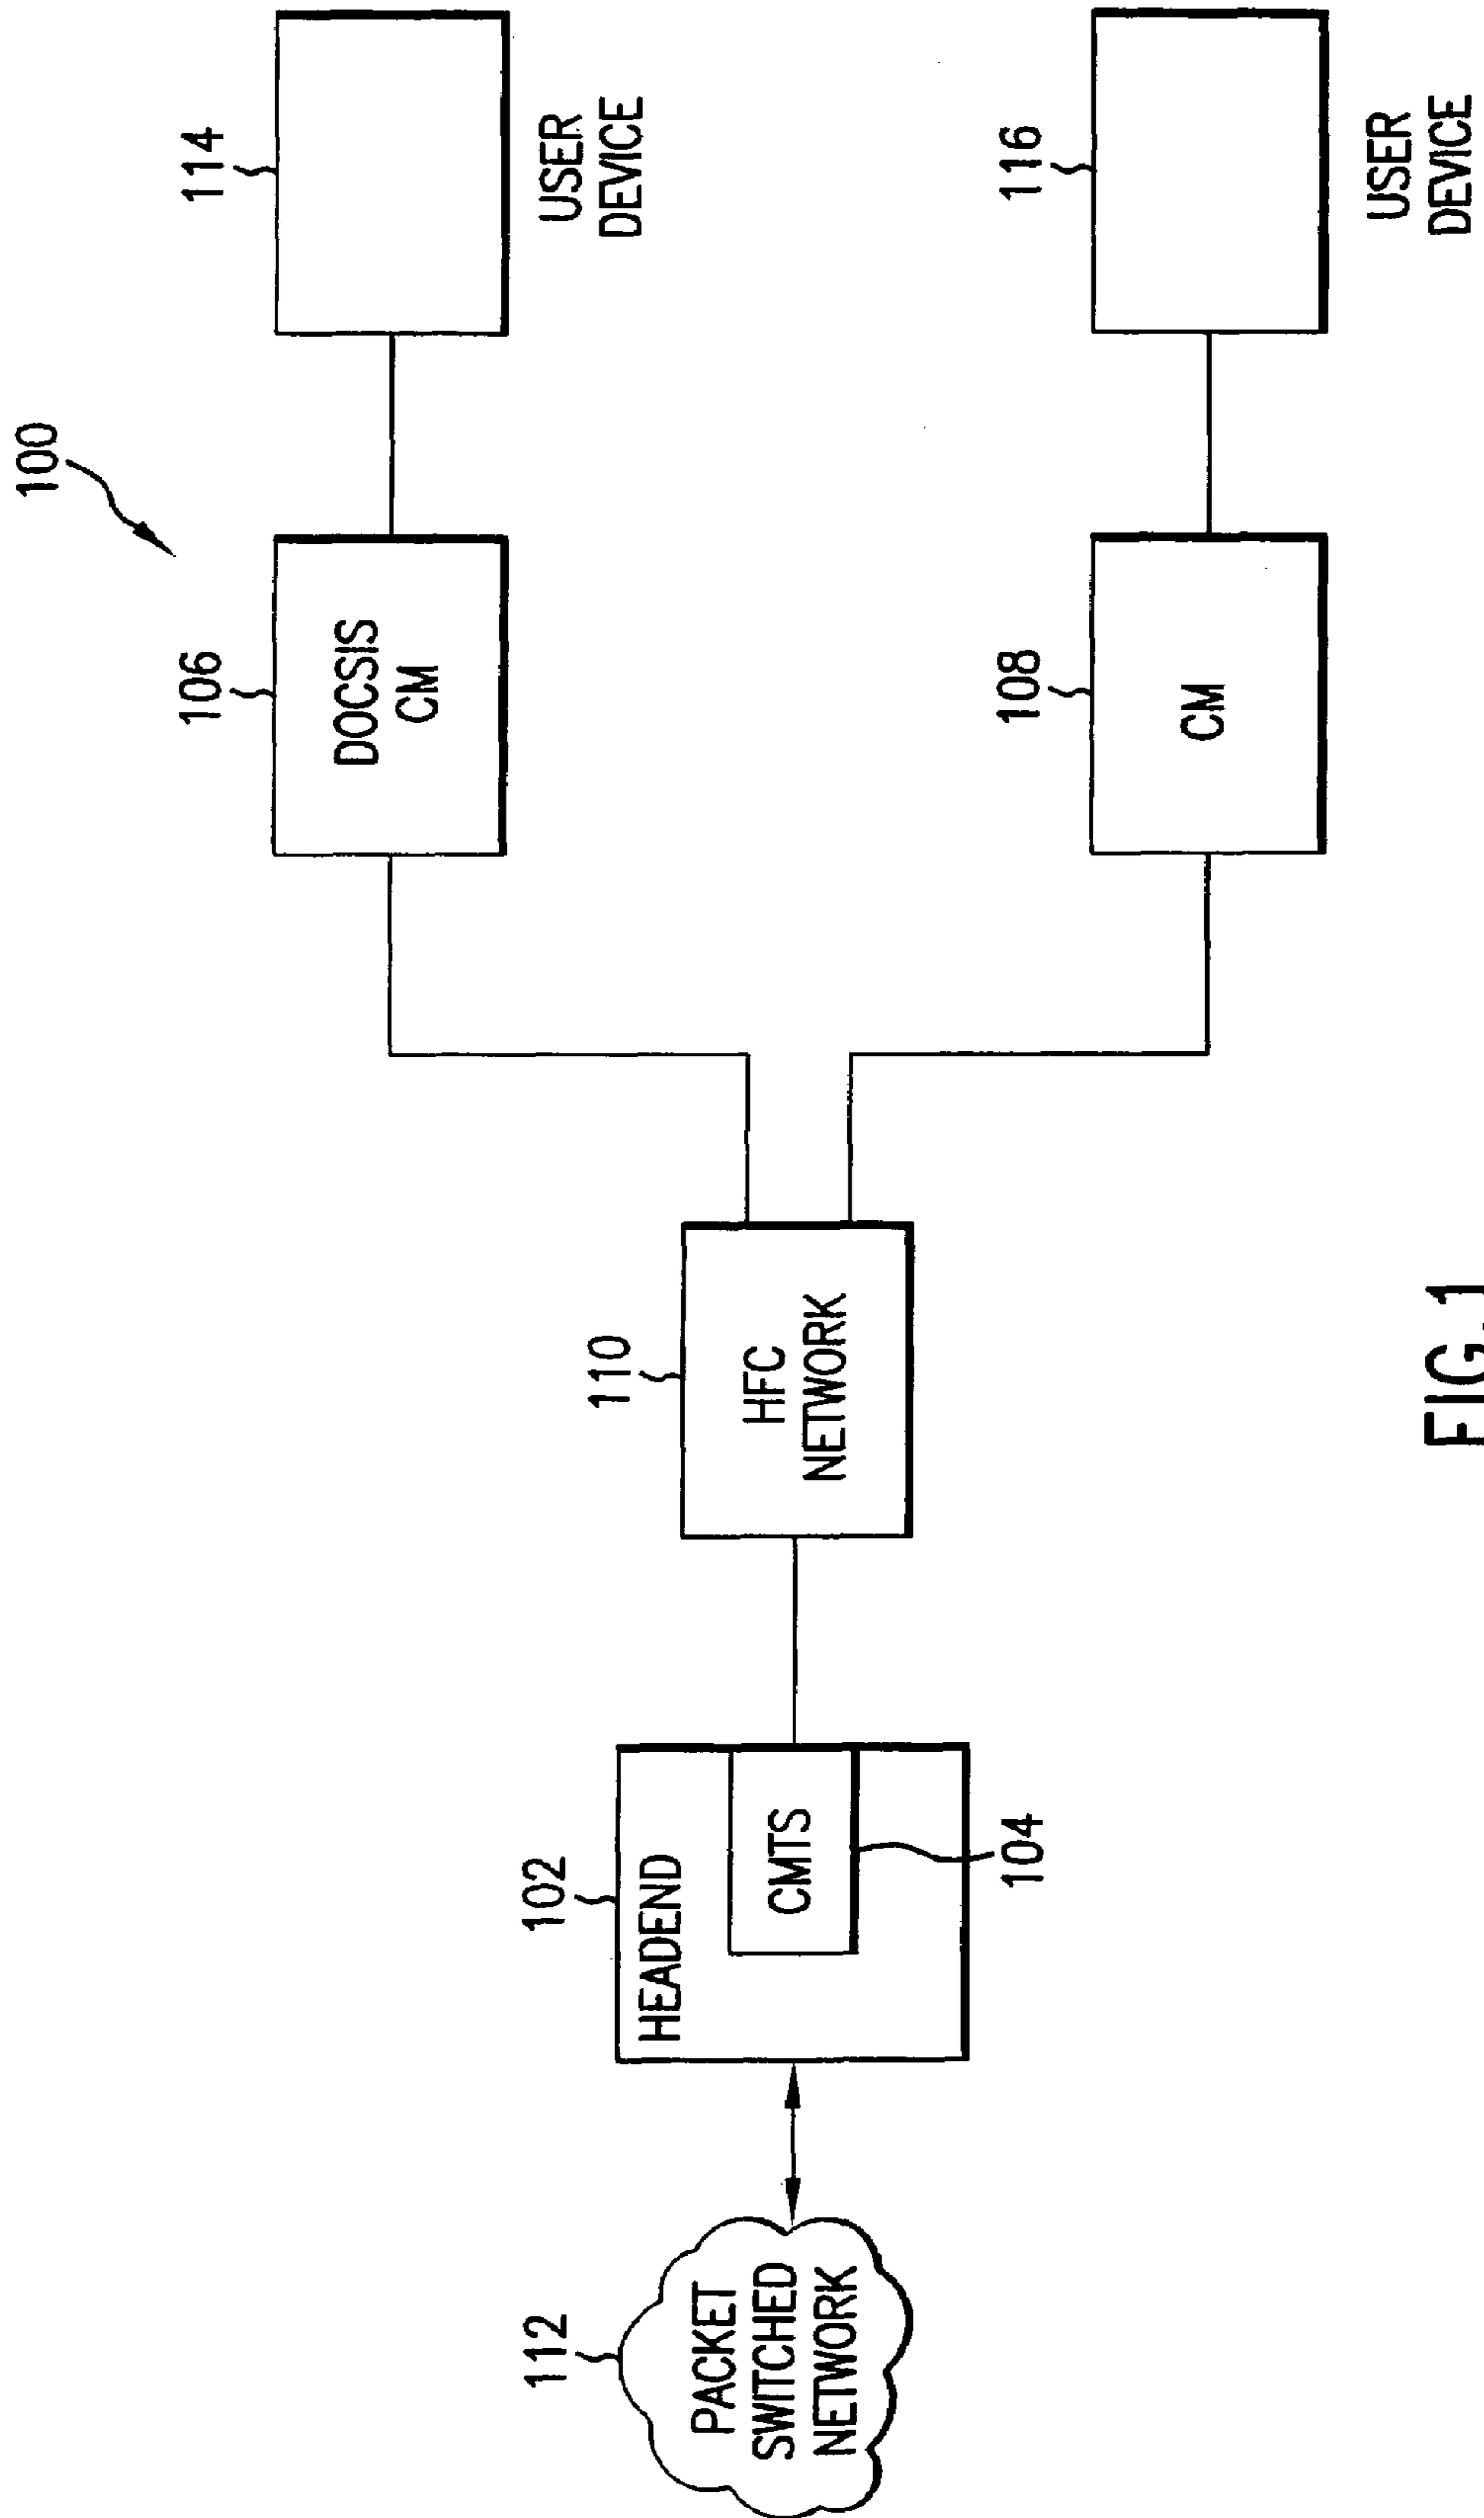 100
112
PACKET
SWITCHED
NETWORK
102
HEADEND
CMTS
104
110
HFC
NETWORK
106
DOCSIS
CM
114
USER
DEVICE
108
CM
116
USER
DEVICE
FIG.1